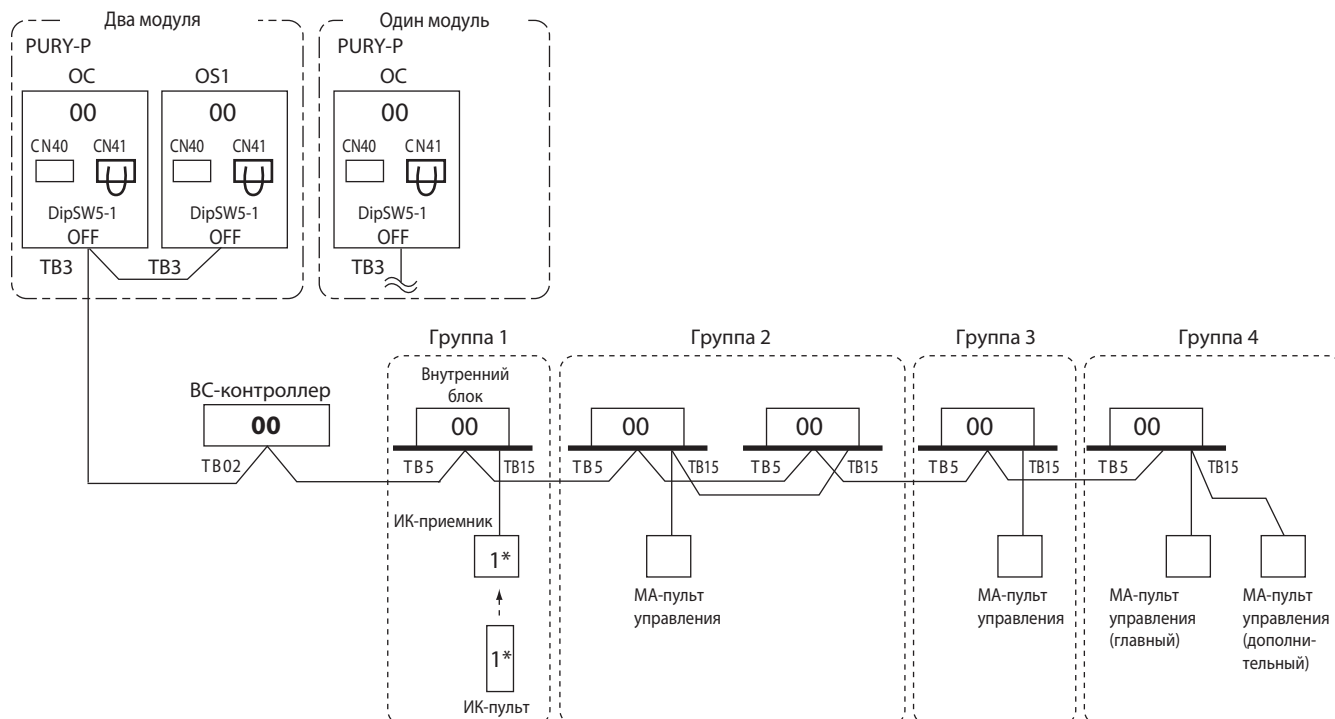 Два модуля
Один модуль
PURY-P
PURY-P
OC
OS1
OC
00
00
00
CN40
CN41
CN40
CN41
CN40
CN41
DipSW5-1
DipSW5-1
DipSW5-1
OFF
OFF
OFF
TB3
TB3
TB3
Группа 1
Группа 2
Группа 3
Группа 4
Внутренний
блок
BC-контроллер
00
00
00
00
00
00
TB02
TB5
TB15
TB5
TB15
TB5
TB15
TB5
TB15
TB5
TB15
ИК-приемник
1*
МА-пульт
управления
МА-пульт
управления
МА-пульт
управления
(главный)
МА-пульт
управления
(дополни-
тельный)
1*
ИК-пульт